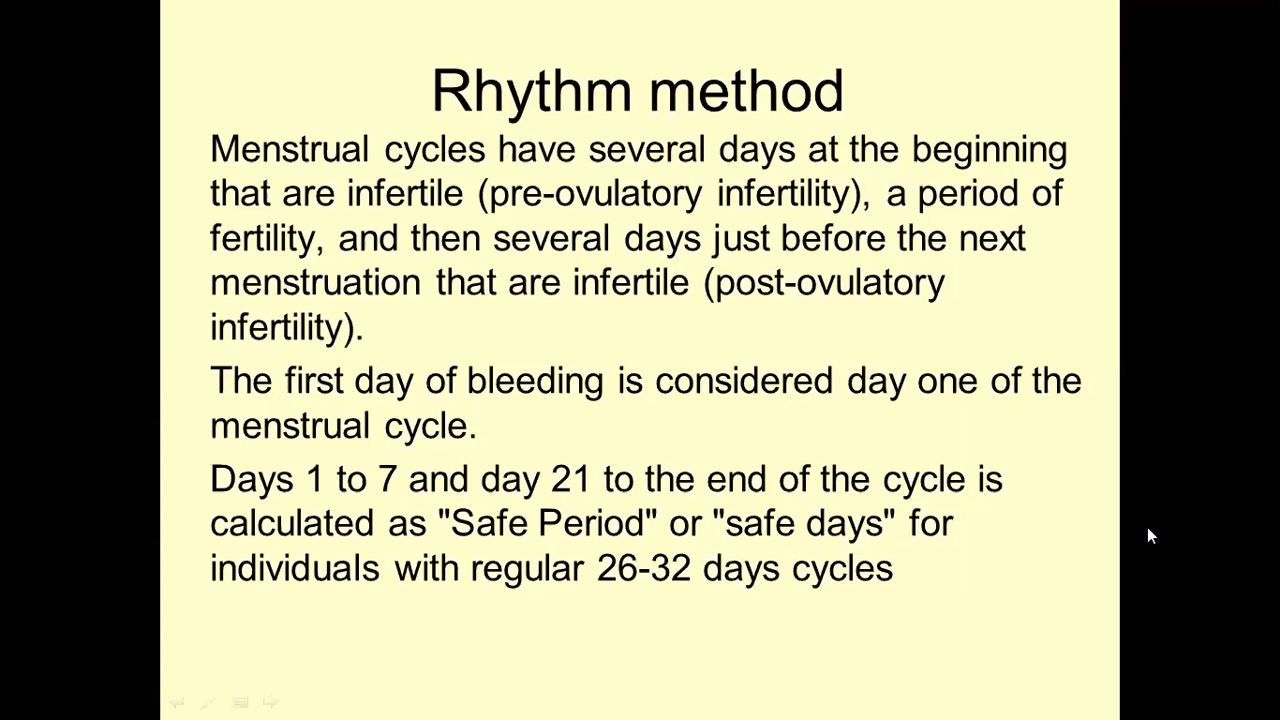 Rhythm method
Menstrual cycles have several days at the beginning
that are infertile (pre-ovulatory infertility), a period of
fertility, and then several days just before the next
menstruation that are infertile (post-ovulatory
infertility).
The first day of bleeding is considered day one of the
menstrual cycle.
Days 1 to 7 and day 21 to the end of the cycle is
calculated as "Safe Period" or "safe days" for
individuals with regular 26-32 days cycles